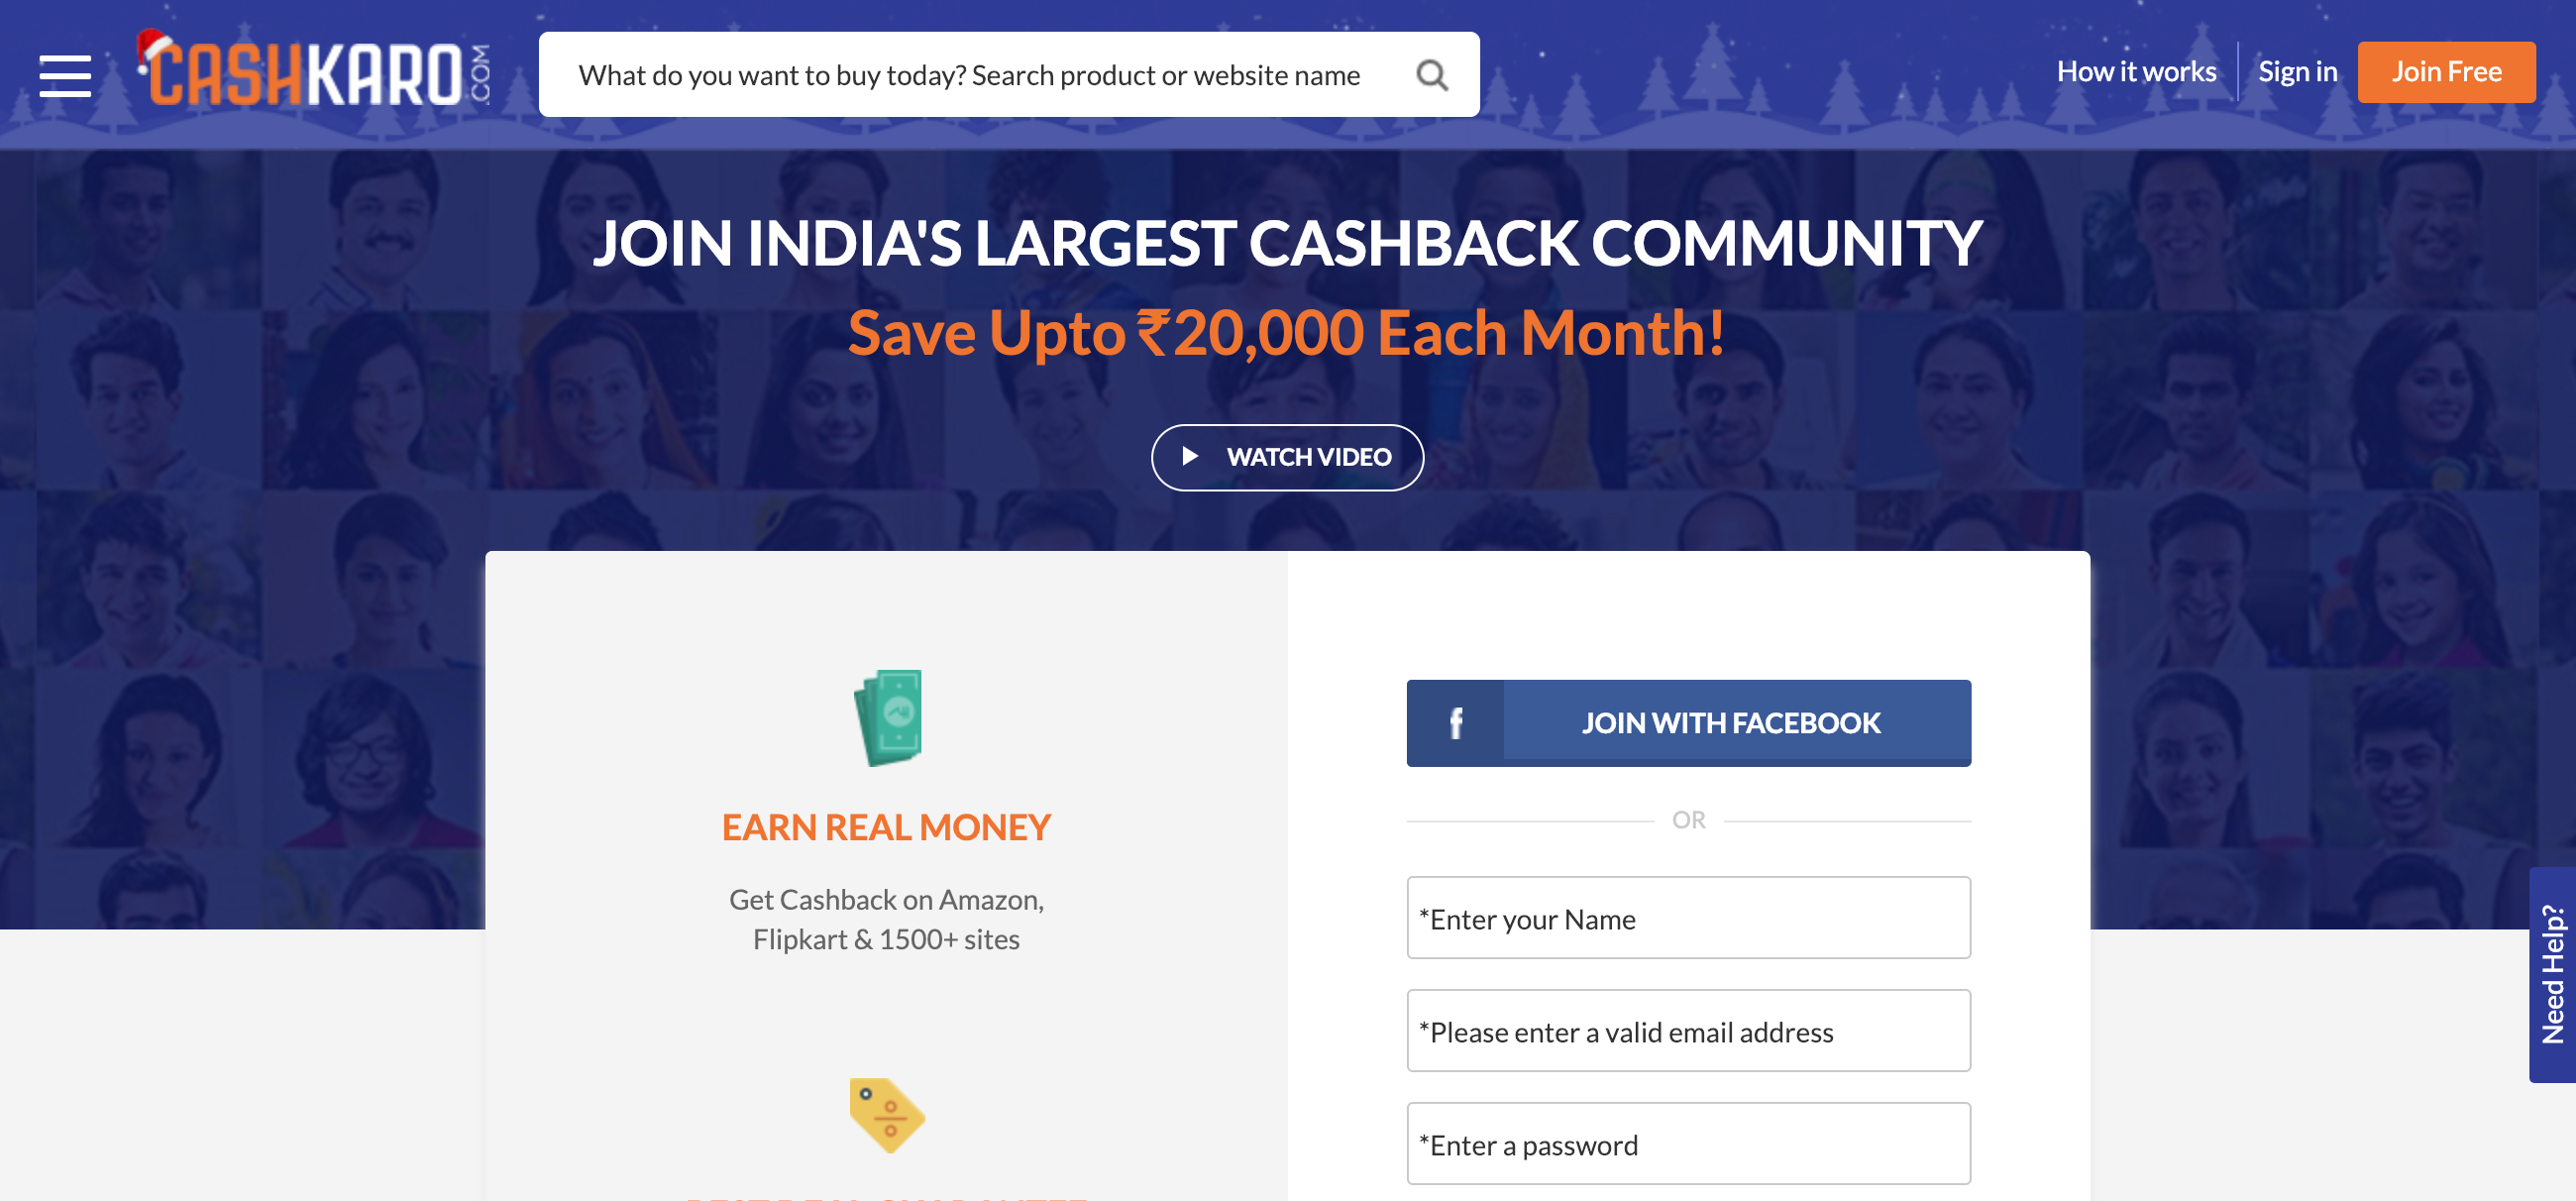 CASHKARO.COM
What do you want to buy today? Search product or website name
How it works
Sign in
Join Free
JOIN INDIA'S LARGEST CASHBACK COMMUNITY
Save Upto ₹20,000 Each Month!
WATCH VIDEO
EARN REAL MONEY
Get Cashback on Amazon,
Flipkart & 1500+ sites
f
JOIN WITH FACEBOOK
OR
*Enter your Name
*Please enter a valid email address
*Enter a password
Need Help?